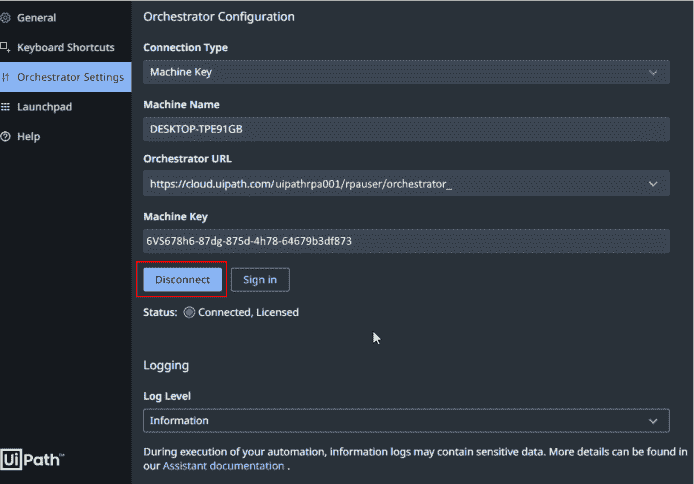 General
Keyboard Shortcuts
Orchestrator Settings
Launchpad
Help
Orchestrator Configuration
Connection Type
Machine Key
Machine Name
DESKTOP-TPE91GB
Orchestrator URL
https://cloud.uipath.com/uipathrpa001/rpauser/orchestrator_
Machine Key
6VS678h6-87dg-875d-4h78-64679b3df873
Disconnect
Sign in
Status: Connected, Licensed
Logging
Log Level
Information
During execution of your automation, information logs may contain sensitive data. More details can be found in
our Assistant documentation .
UiPath™